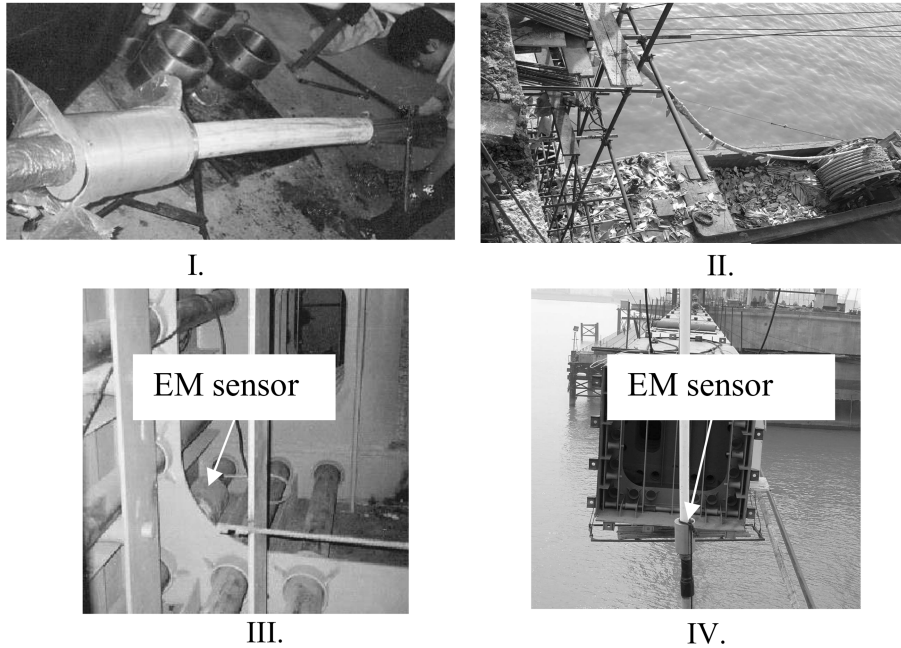 I.
II.
EM sensor
EM sensor
III.
IV.